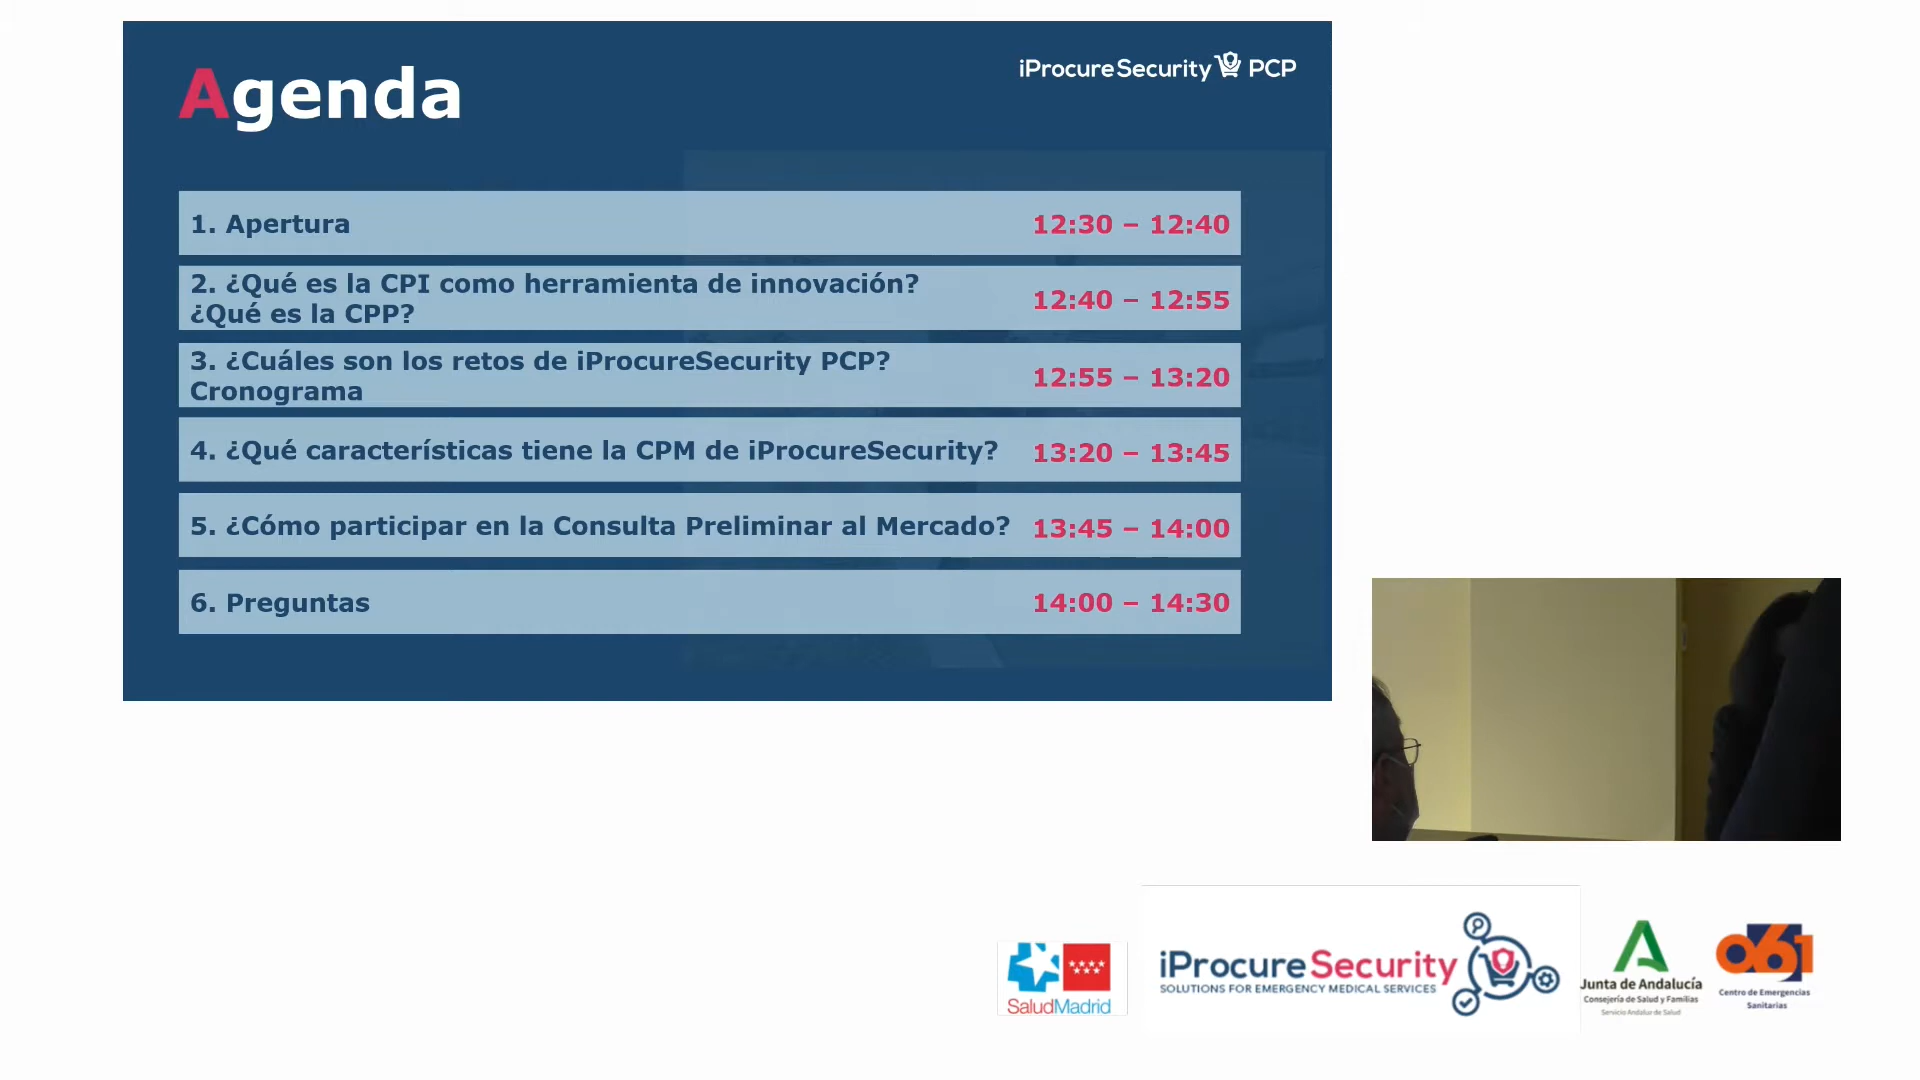 Agenda
iProcureSecurity PCP
1. Apertura
12:30 – 12:40
2. ¿Qué es la CPI como herramienta de innovación?
¿Qué es la CPP?
12:40 – 12:55
3. ¿Cuáles son los retos de iProcureSecurity PCP?
Cronograma
12:55 – 13:20
4. ¿Qué características tiene la CPM de iProcureSecurity?
13:20 – 13:45
5. ¿Cómo participar en la Consulta Preliminar al Mercado?
13:45 – 14:00
6. Preguntas
14:00 – 14:30
SaludMadrid
iProcureSecurity
SOLUTIONS FOR EMERGENCY MEDICAL SERVICES
Junta de Andalucía
Consejería de Salud y Familias
Servicio Andaluz de Salud
061
Centro de Emergencias
Sanitarias